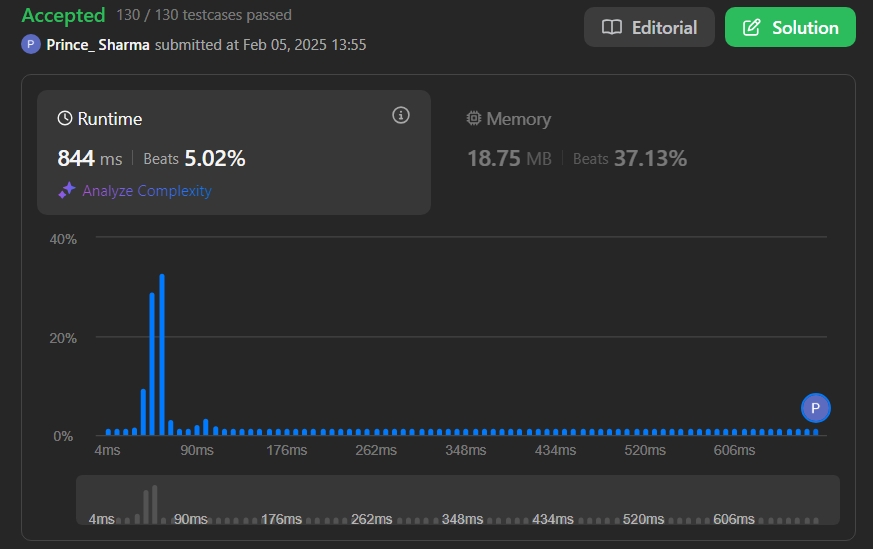 Accepted 130 / 130 testcases passed
Editorial
Solution
P Prince_ Sharma submitted at Feb 05, 2025 13:55
Runtime
844 ms | Beats 5.02%
Analyze Complexity
Memory
18.75 MB | Beats 37.13%
40%
20%
0%
P
4ms 90ms 176ms 262ms 348ms 434ms 520ms 606ms
4ms 90ms 176ms 262ms 348ms 434ms 520ms 606ms